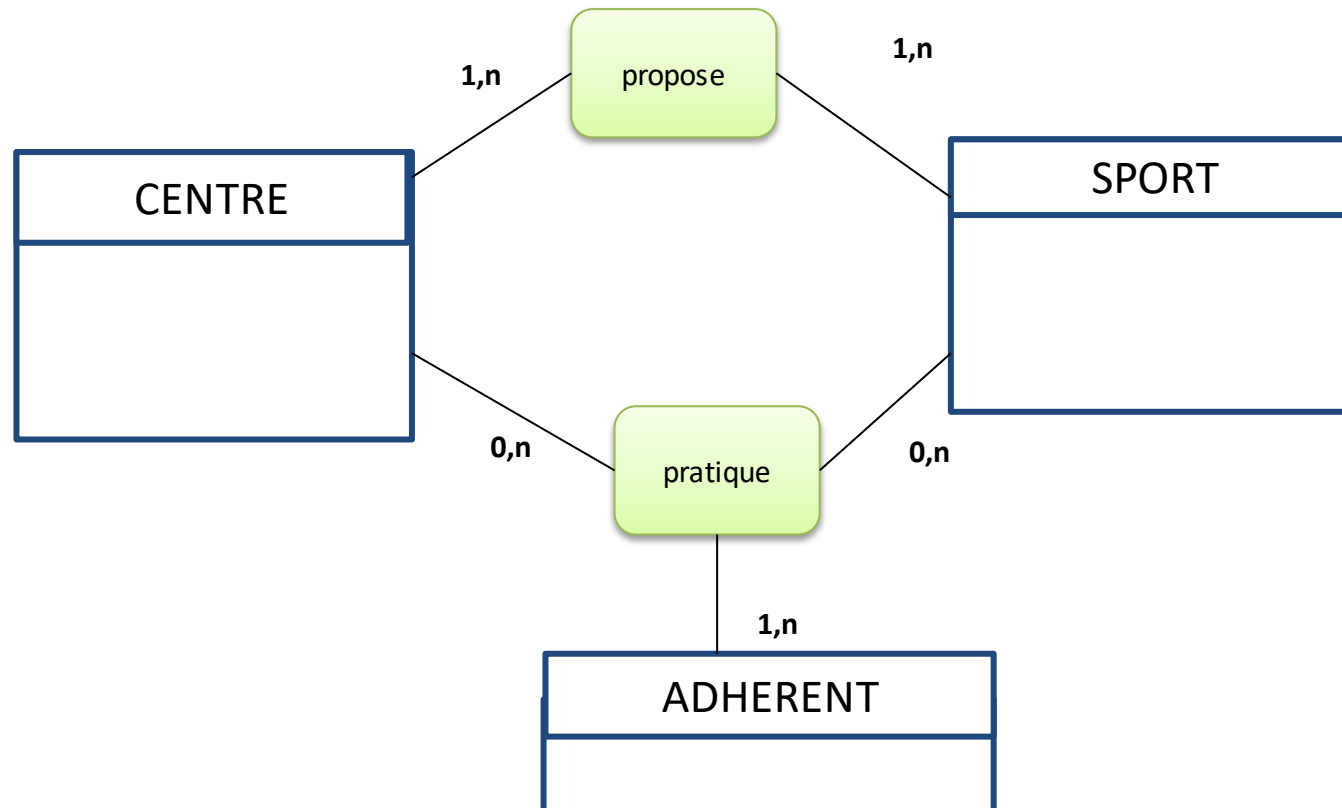 propose
1,n
1,n
CENTRE
SPORT
0,n
pratique
0,n
1,n
ADHERENT